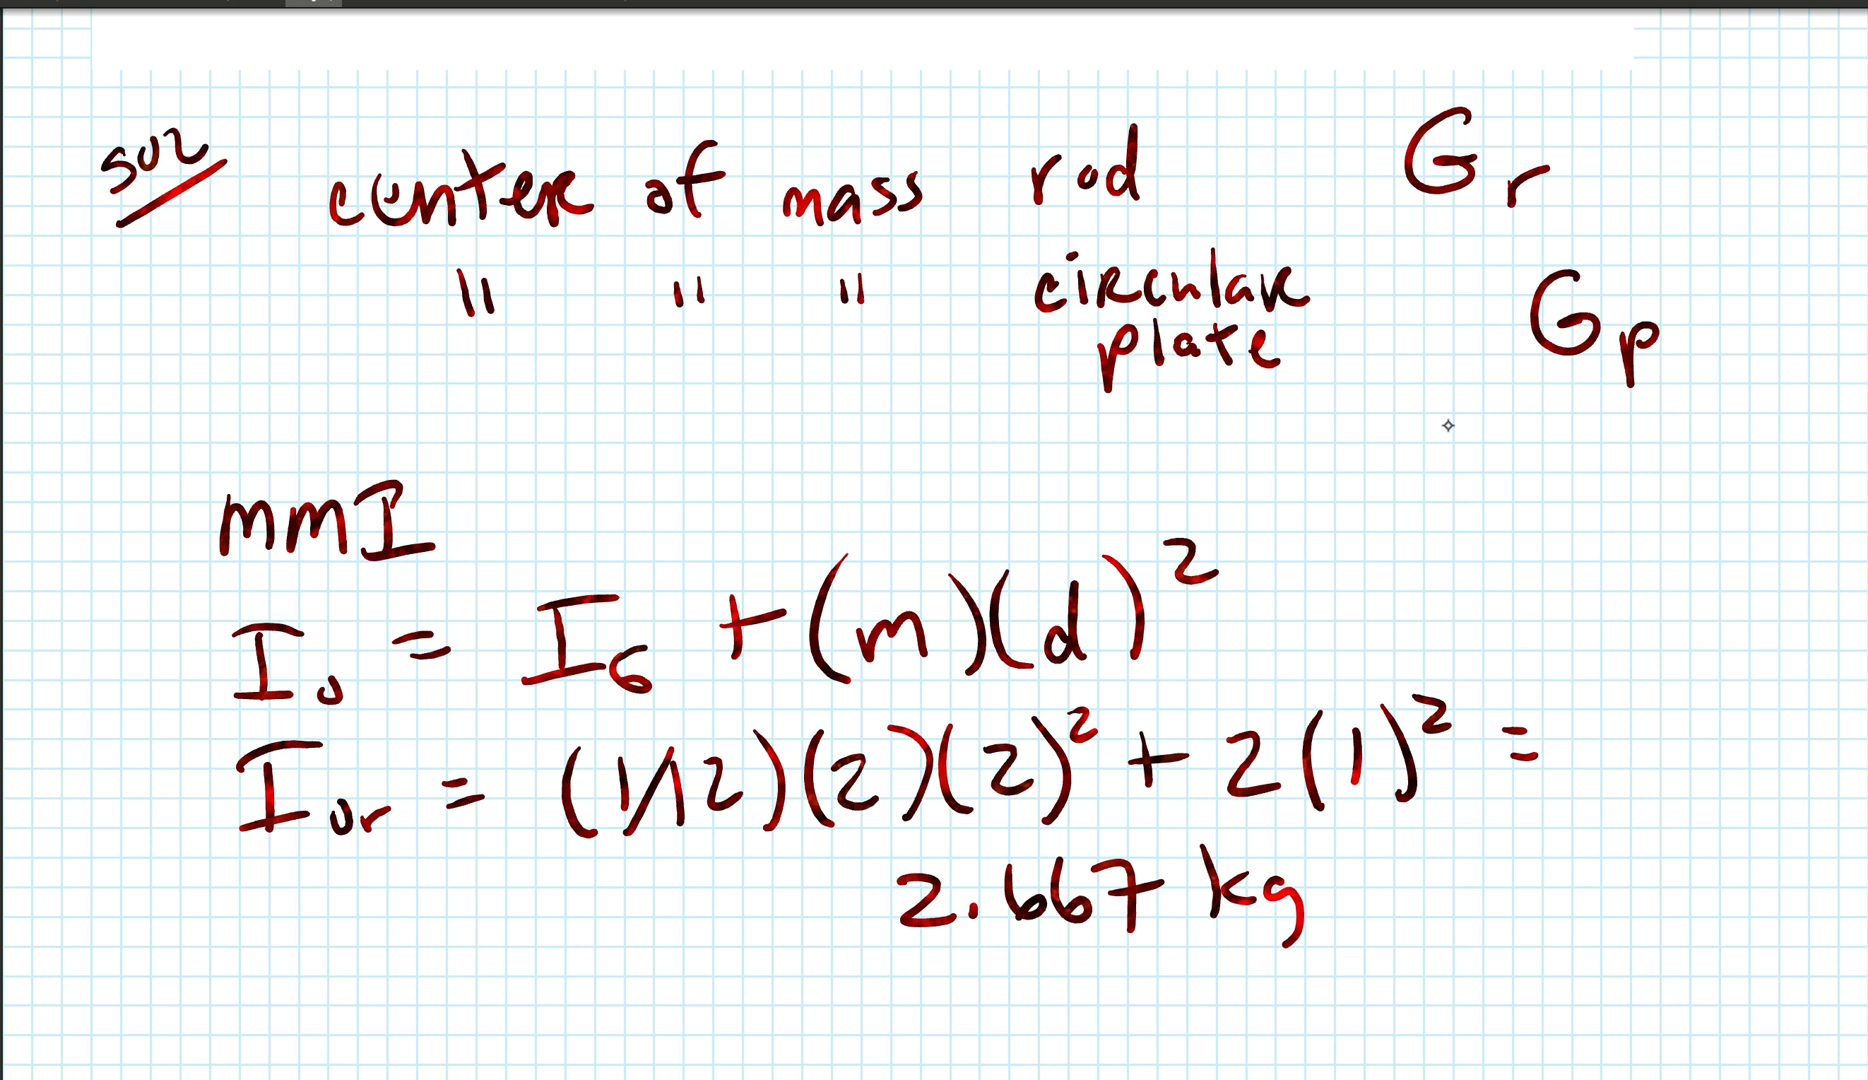 SOL center of mass rod Gr
" " " circular plate Gp
mmI
Io = IG + (m)(d)²
Ior = (1/12)(2)(2)² + 2(1)² =
2.667 kg